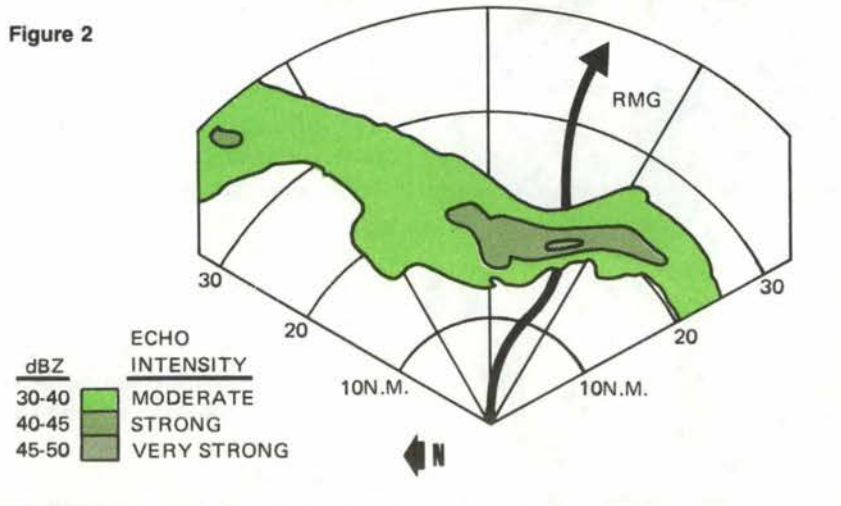 Figure 2
RMG
30
30
20
20
10N.M.
10N.M.
ECHO
dBZ INTENSITY
30-40 MODERATE
40-45 STRONG
45-50 VERY STRONG
N